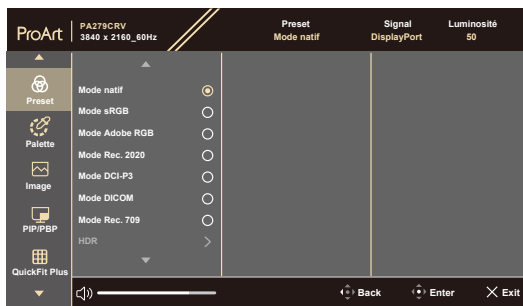 ProArt
PA279CRV
3840 x 2160_60Hz
Preset
Mode natif
Signal
DisplayPort
Luminosité
50
Preset
Palette
Image
PIP/PBP
QuickFit Plus
Mode natif
Mode sRGB
Mode Adobe RGB
Mode Rec. 2020
Mode DCI-P3
Mode DICOM
Mode Rec. 709
HDR
Back
Enter
Exit